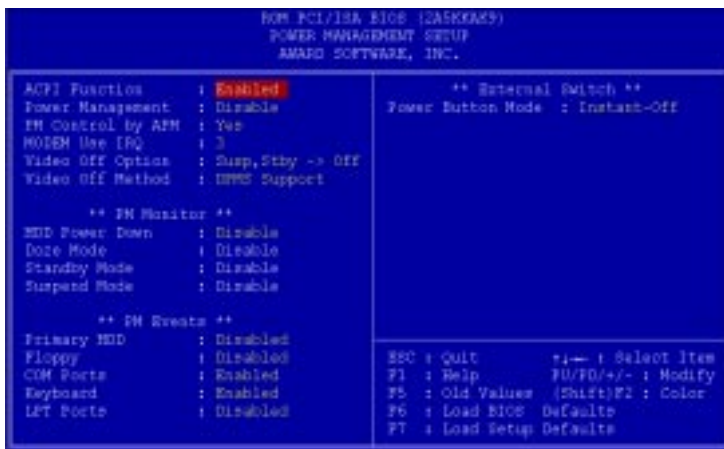 ROM PCI/ISA BIOS (2A5KKAK9)
POWER MANAGEMENT SETUP
AWARD SOFTWARE, INC.
ACPI Function : Enabled
Power Management : Disable
PM Control by APM : Yes
MODEM Use IRQ : 3
Video Off Option : Susp,Stby -> Off
Video Off Method : DPMS Support
** PM Monitor **
HDD Power Down : Disable
Doze Mode : Disable
Standby Mode : Disable
Suspend Mode : Disable
** PM Events **
Primary HDD : Disabled
Floppy : Disabled
COM Ports : Enabled
Keyboard : Enabled
LPT Ports : Disabled
** External Switch **
Power Button Mode : Instant-Off
ESC : Quit ↑↓→← : Select Item
F1 : Help PU/PD/+/- : Modify
F5 : Old Values (Shift)F2 : Color
F6 : Load BIOS Defaults
F7 : Load Setup Defaults